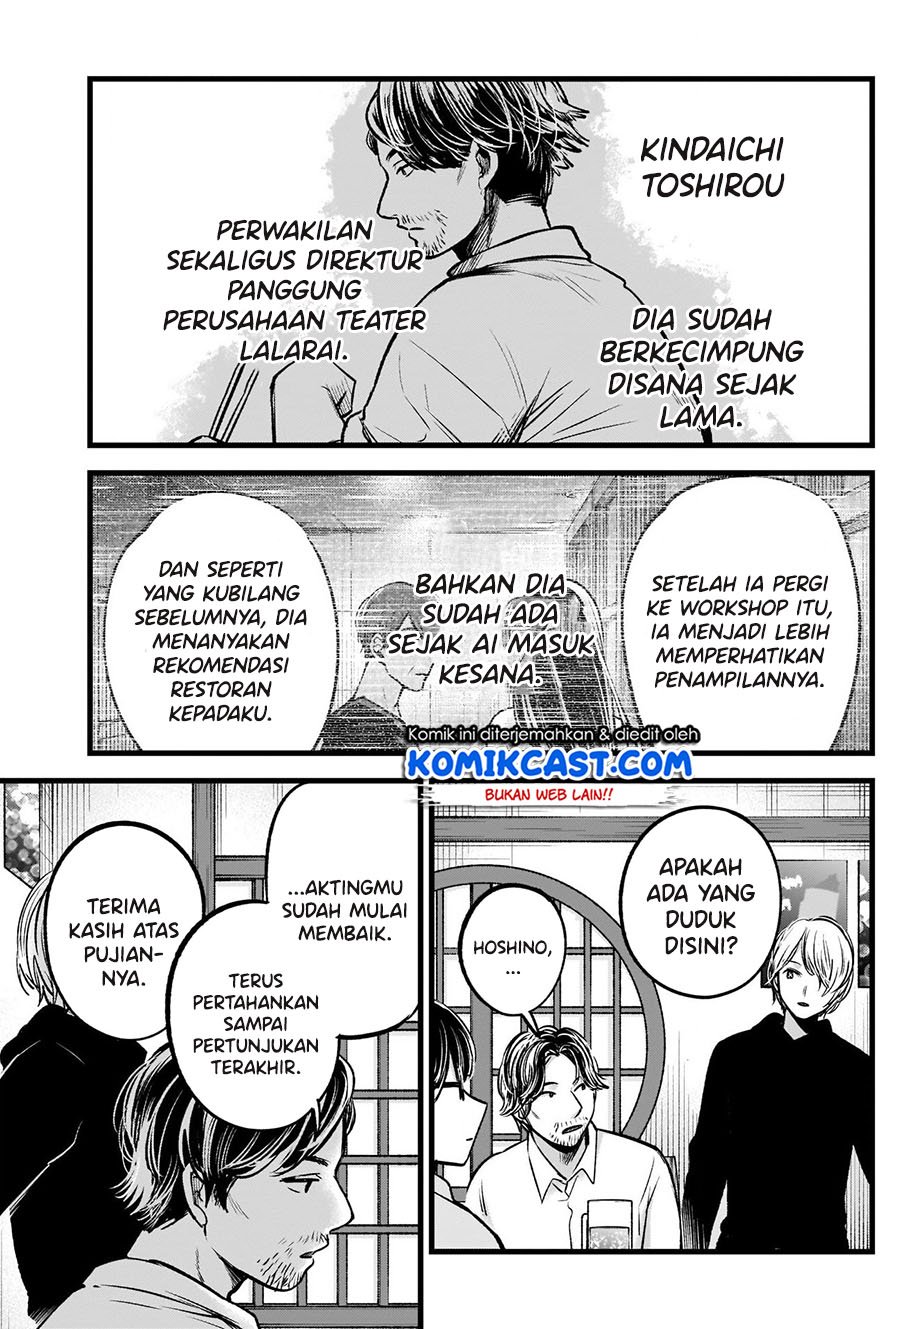 KINDAICHI
TOSHIROU
PERWAKILAN
SEKALIGUS DIREKTUR
PANGGUNG
PERUSAHAAN TEATER
LALARAI.
DIA SUDAH
BERKECIMPUNG
DISANA SEJAK
LAMA.
SETELAH IA PERGI
KE WORKSHOP ITU,
IA MENJADI LEBIH
MEMPERHATIKAN
PENAMPILANNYA.
BAHKAN DIA
SUDAH ADA
SEJAK AI MASUK
KESANA.
DAN SEPERTI
YANG KUBILANG
SEBELUMNYA, DIA
MENANYAKAN
REKOMENDASI
RESTORAN
KEPADAKU.
Komik ini diterjemahkan & diedit oleh
KOMIKCAST.COM
BUKAN WEB LAIN!!
APAKAH
ADA YANG
DUDUK
DISINI?
HOSHINO,
...
...AKTINGMU
SUDAH MULAI
MEMBAIK.
TERUS
PERTAHANKAN
SAMPAI
PERTUNJUKAN
TERAKHIR.
TERIMA
KASIH ATAS
PUJIAN-
NYA.